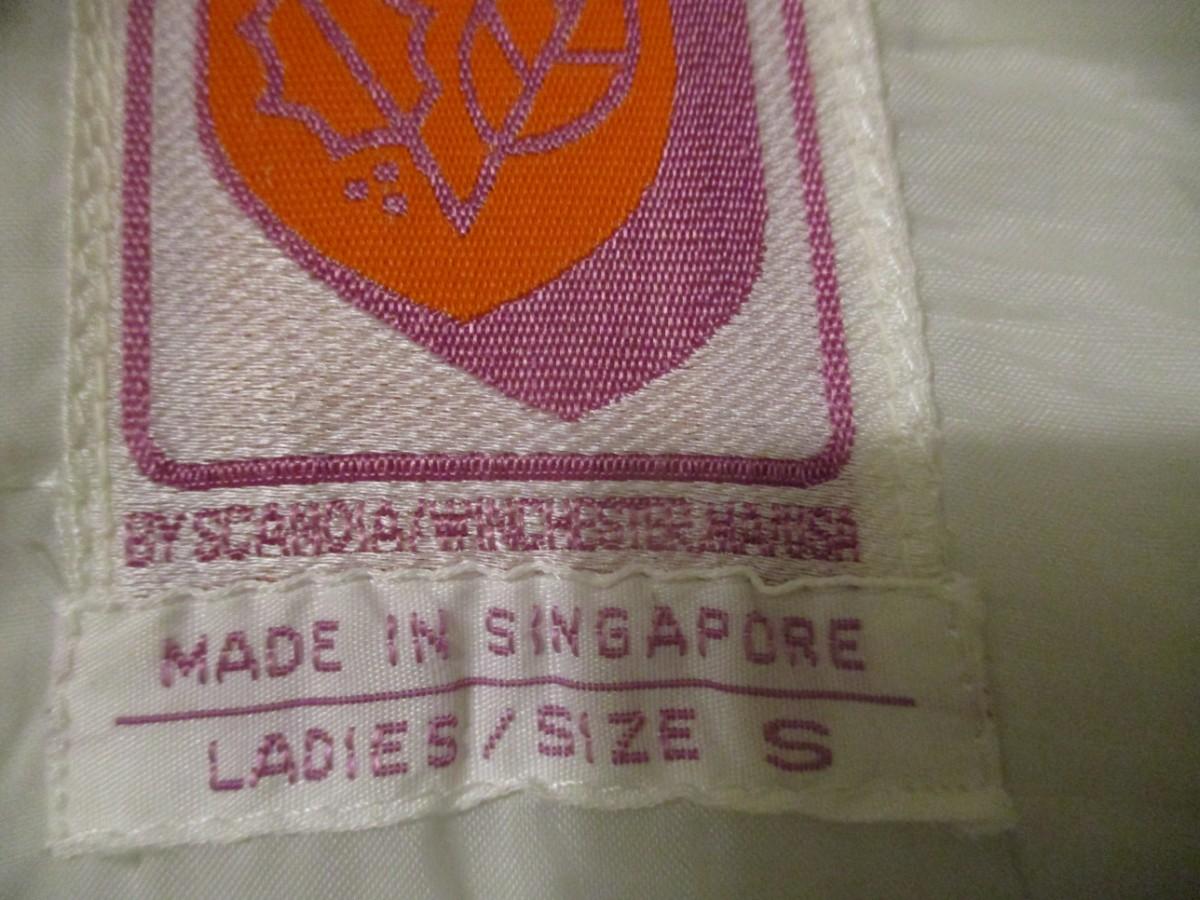 BY SCANDIA / WINCHESTER, MA/USA
MADE IN SINGAPORE
LADIES/SIZE S